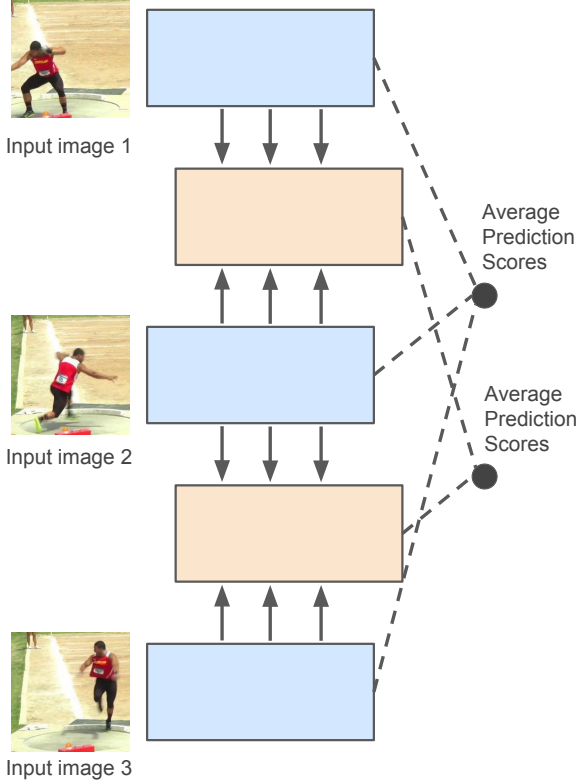 Input image 1
Average
Prediction
Scores
Input image 2
Average
Prediction
Scores
Input image 3